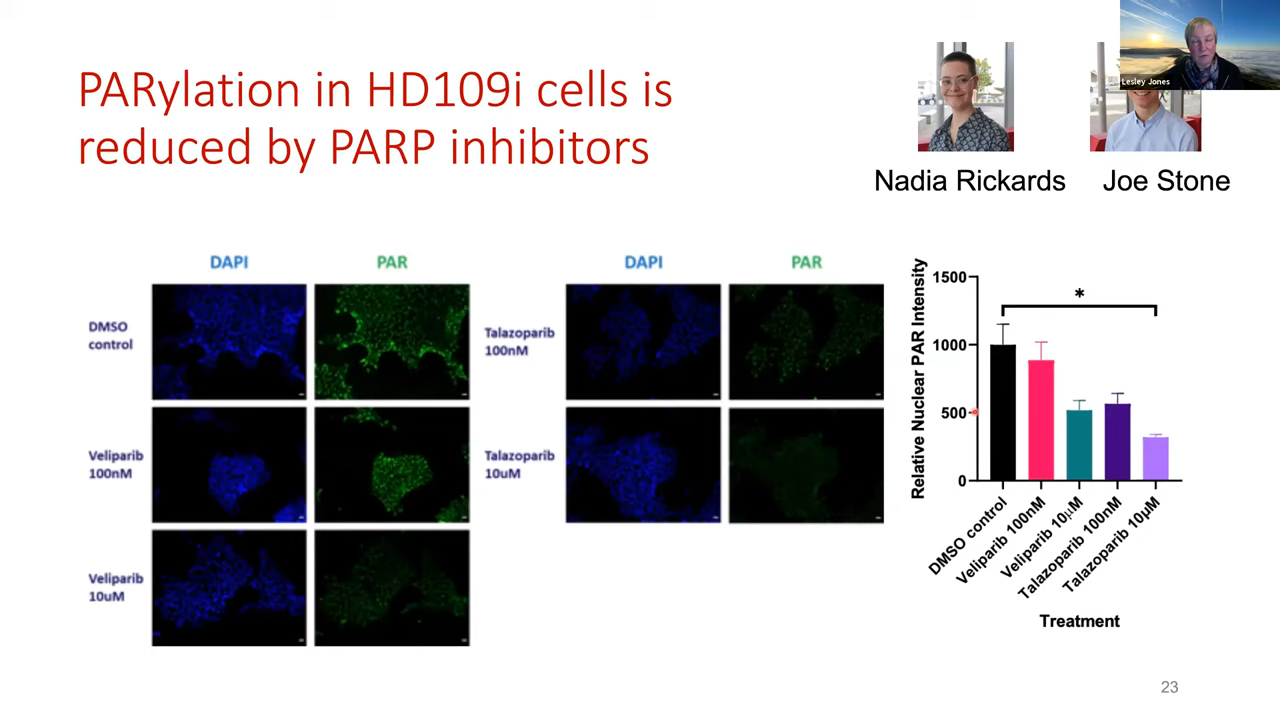 PARylation in HD109i cells is
reduced by PARP inhibitors
Lesley Jones
Nadia Rickards
Joe Stone
DAPI
PAR
DMSO
control
Veliparib
100nM
Veliparib
10uM
DAPI
PAR
Talazoparib
100nM
Talazoparib
10uM
Relative Nuclear PAR Intensity
1500
1000
500
0
*
DMSO control
Veliparib 100nM
Veliparib 10μM
Talazoparib 100nM
Talazoparib 10μM
Treatment
23